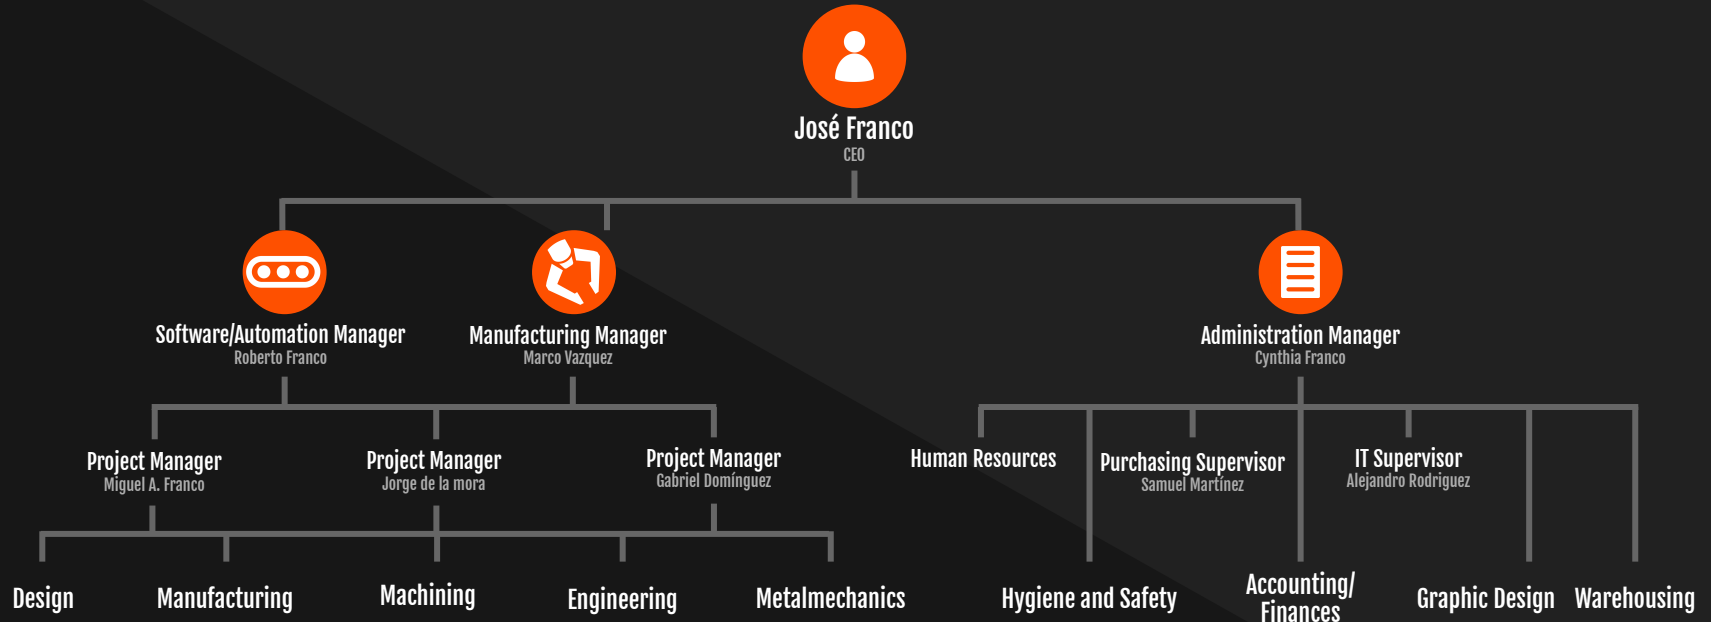 José Franco
CEO
Software/Automation Manager
Roberto Franco
Manufacturing Manager
Marco Vazquez
Administration Manager
Cynthia Franco
Project Manager
Miguel A. Franco
Project Manager
Jorge de la mora
Project Manager
Gabriel Domínguez
Human Resources
Purchasing Supervisor
Samuel Martínez
IT Supervisor
Alejandro Rodriguez
Design
Manufacturing
Machining
Engineering
Metalmechanics
Hygiene and Safety
Accounting/
Finances
Graphic Design
Warehousing